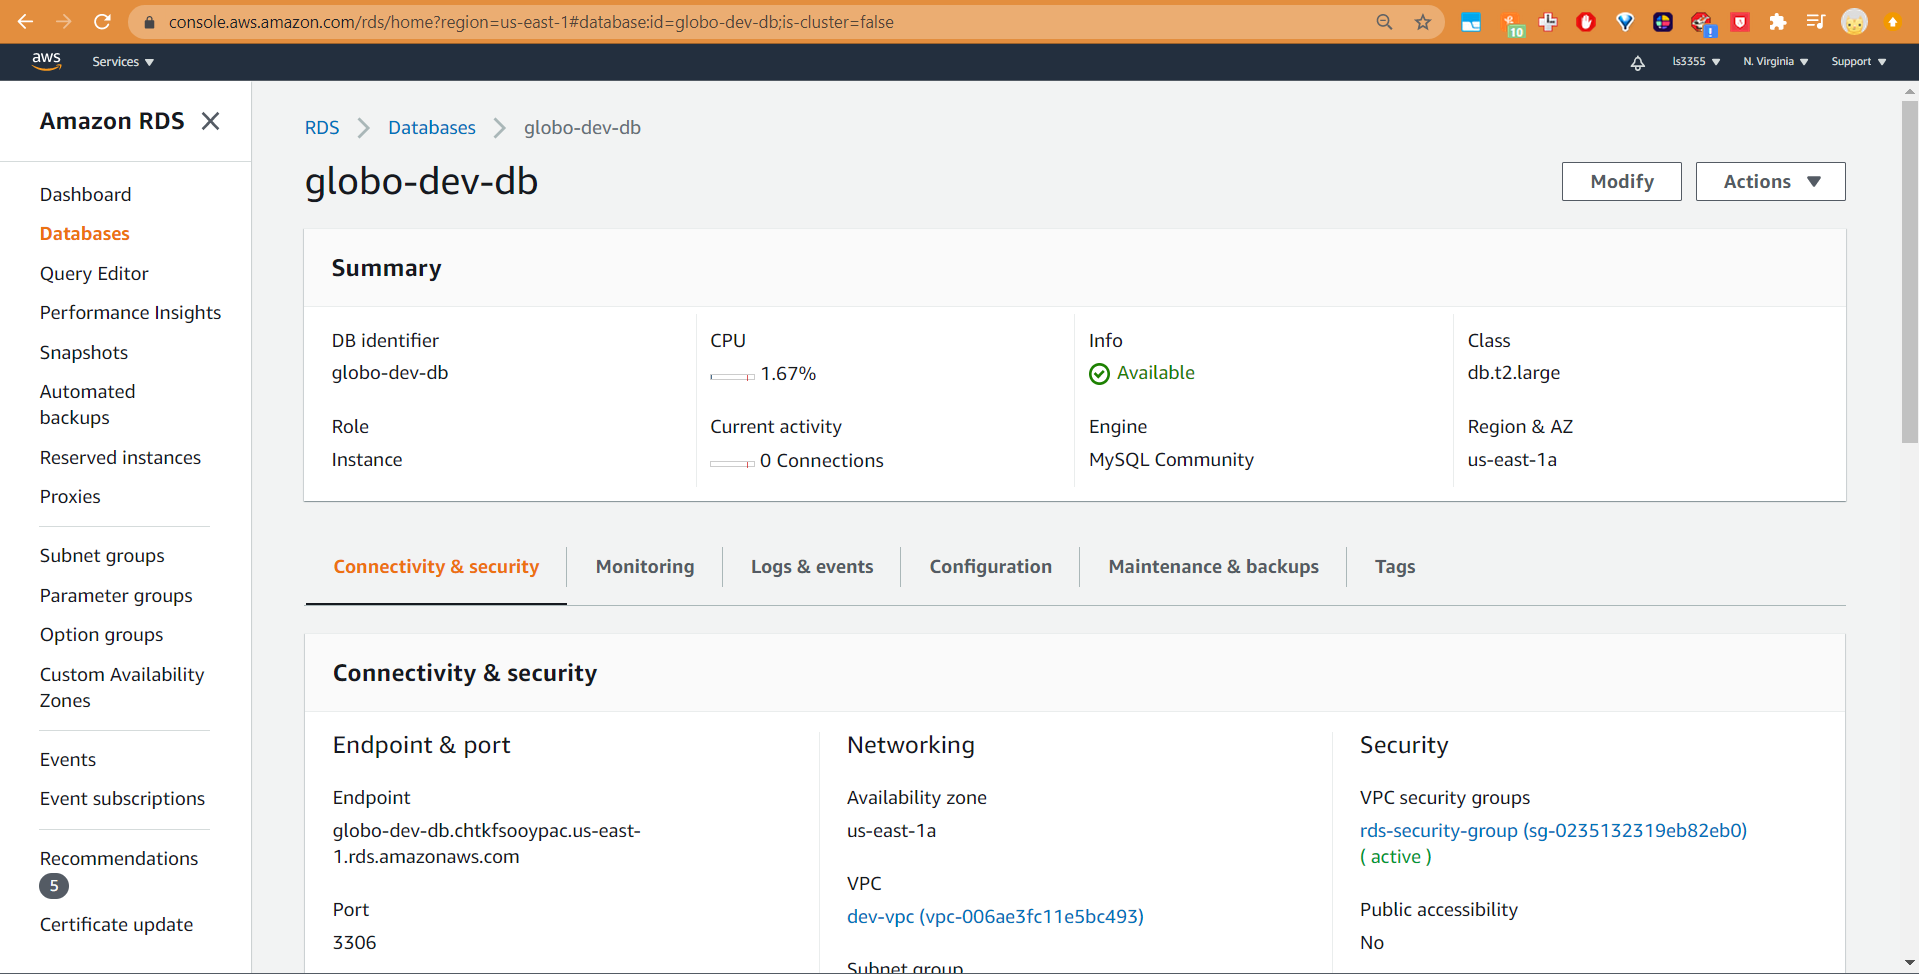 console.aws.amazon.com/rds/home?region=us-east-1#database:id=globo-dev-db;is-cluster=false
10
aws
Services
ls3355
N. Virginia
Support
Amazon RDS
Dashboard
Databases
Query Editor
Performance Insights
Snapshots
Automated
backups
Reserved instances
Proxies
Subnet groups
Parameter groups
Option groups
Custom Availability
Zones
Events
Event subscriptions
Recommendations
5
Certificate update
RDS
Databases
globo-dev-db
globo-dev-db
Modify
Actions
Summary
DB identifier
globo-dev-db
CPU
1.67%
Info
Available
Class
db.t2.large
Role
Instance
Current activity
0 Connections
Engine
MySQL Community
Region & AZ
us-east-1a
Connectivity & security
Monitoring
Logs & events
Configuration
Maintenance & backups
Tags
Connectivity & security
Endpoint & port
Endpoint
globo-dev-db.chtkfsooypac.us-east-
1.rds.amazonaws.com
Port
3306
Networking
Availability zone
us-east-1a
VPC
dev-vpc (vpc-006ae3fc11e5bc493)
Subnet group
Security
VPC security groups
rds-security-group (sg-0235132319eb82eb0)
( active )
Public accessibility
No